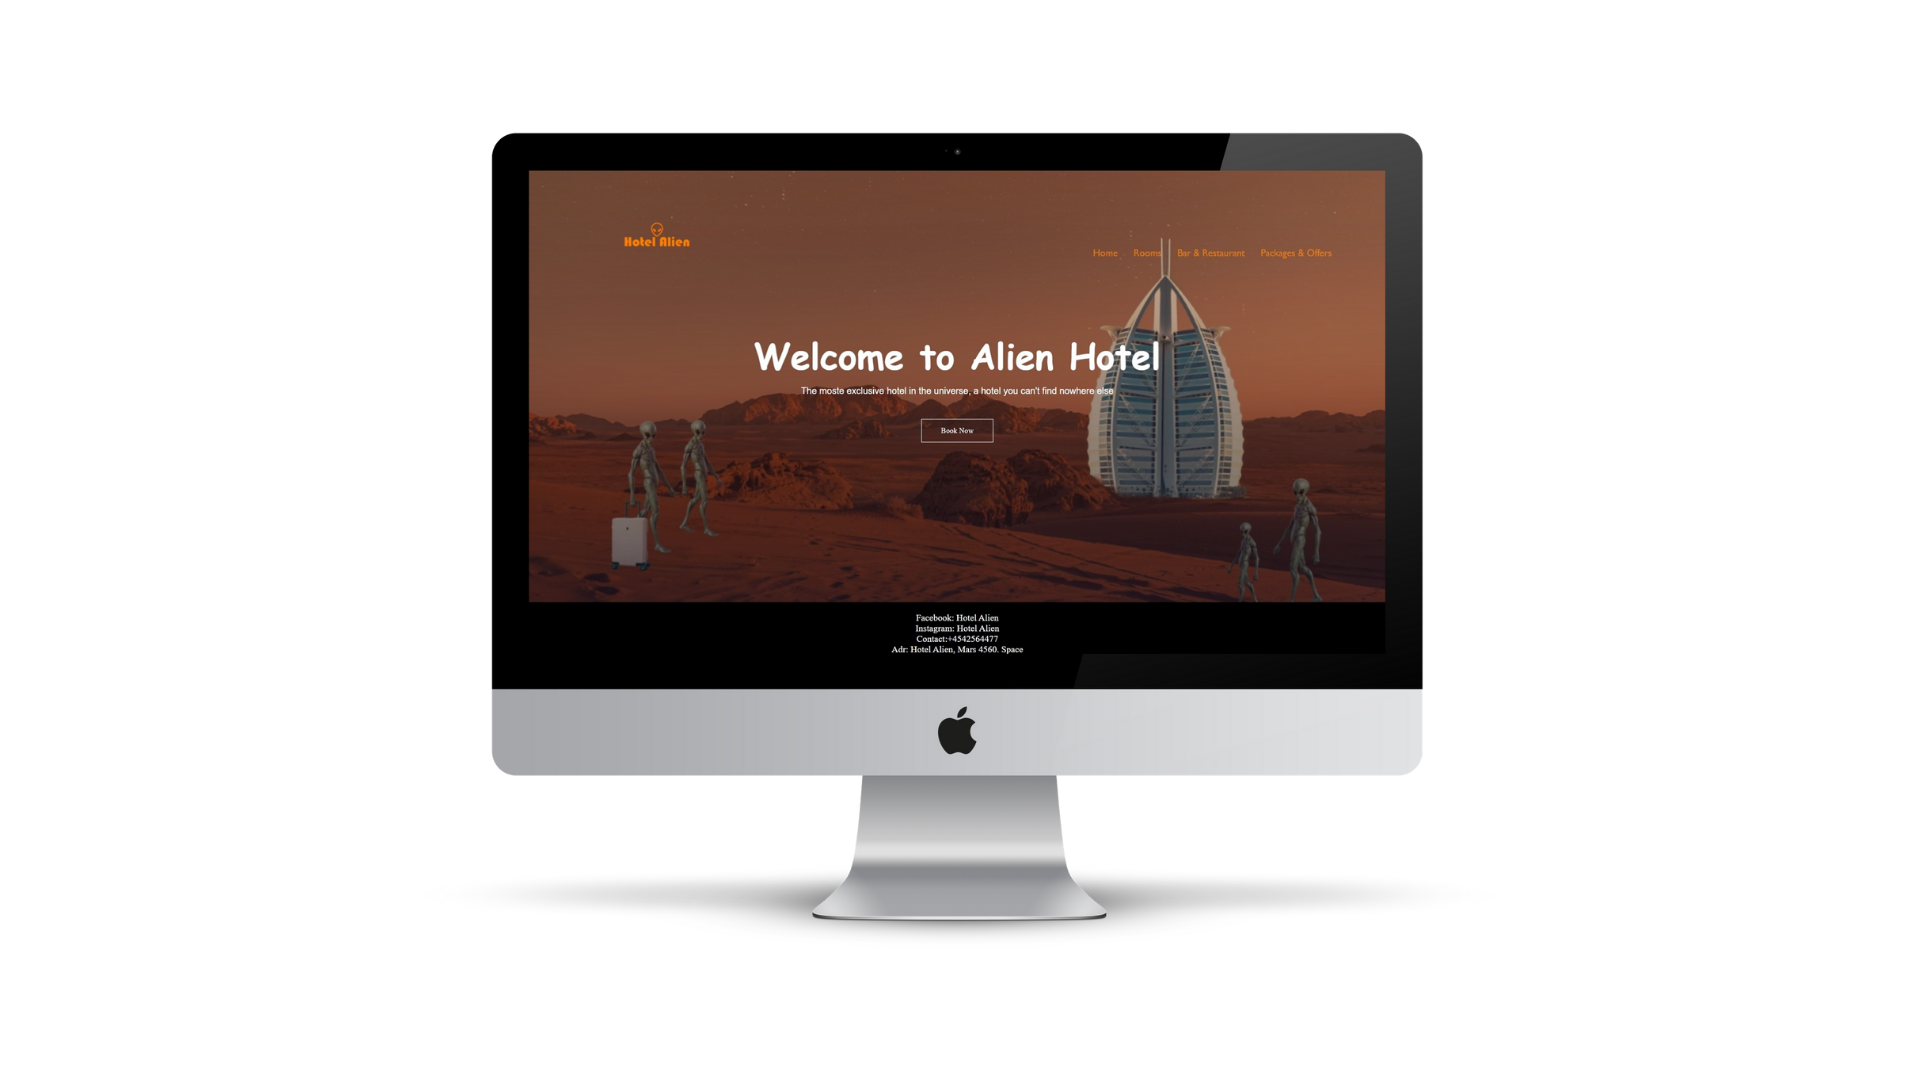 Hotel Alien
Home Rooms Bar & Restaurant Packages & Offers
Welcome to Alien Hotel
The moste exclusive hotel in the universe, a hotel you can't find nowhere else
Book Now
Facebook: Hotel Alien
Instagram: Hotel Alien
Contact:+4542564477
Adr: Hotel Alien, Mars 4560. Space